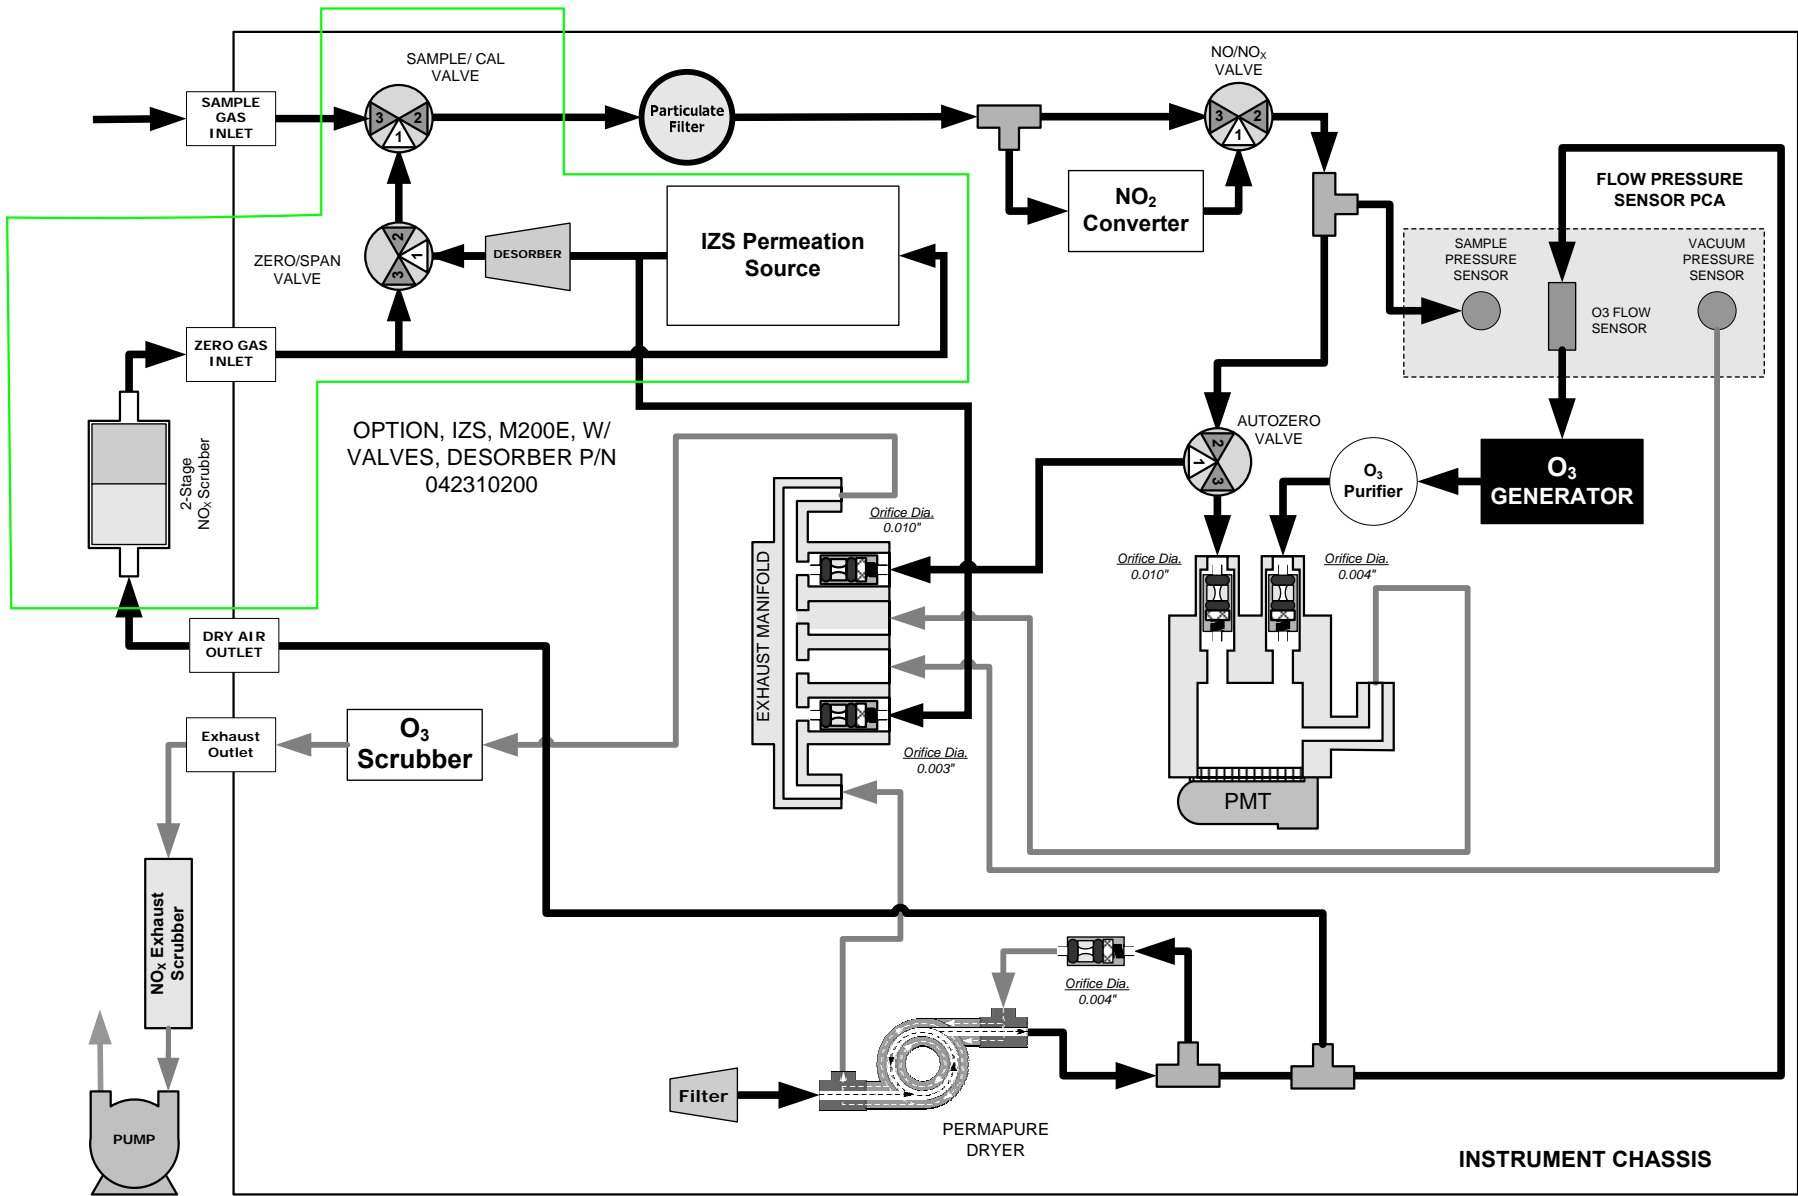 SAMPLE/ CAL
VALVE
NO/NOX
VALVE
SAMPLE
GAS
INLET
3
2
1
Particulate
Filter
3
2
1
FLOW PRESSURE
SENSOR PCA
NO2
Converter
SAMPLE
PRESSURE
SENSOR
VACUUM
PRESSURE
SENSOR
O3 FLOW
SENSOR
ZERO/SPAN
VALVE
2
1
3
DESORBER
IZS Permeation
Source
ZERO GAS
INLET
2-Stage
NOx Scrubber
OPTION, IZS, M200E, W/
VALVES, DESORBER P/N
042310200
AUTOZERO
VALVE
2
1
3
O3
Purifier
O3
GENERATOR
Orifice Dia.
0.010"
Orifice Dia.
0.010"
Orifice Dia.
0.004"
EXHAUST MANIFOLD
DRY AIR
OUTLET
Exhaust
Outlet
O3
Scrubber
Orifice Dia.
0.003"
PMT
NOx Exhaust
Scrubber
Orifice Dia.
0.004"
Filter
PERMAPURE
DRYER
PUMP
INSTRUMENT CHASSIS